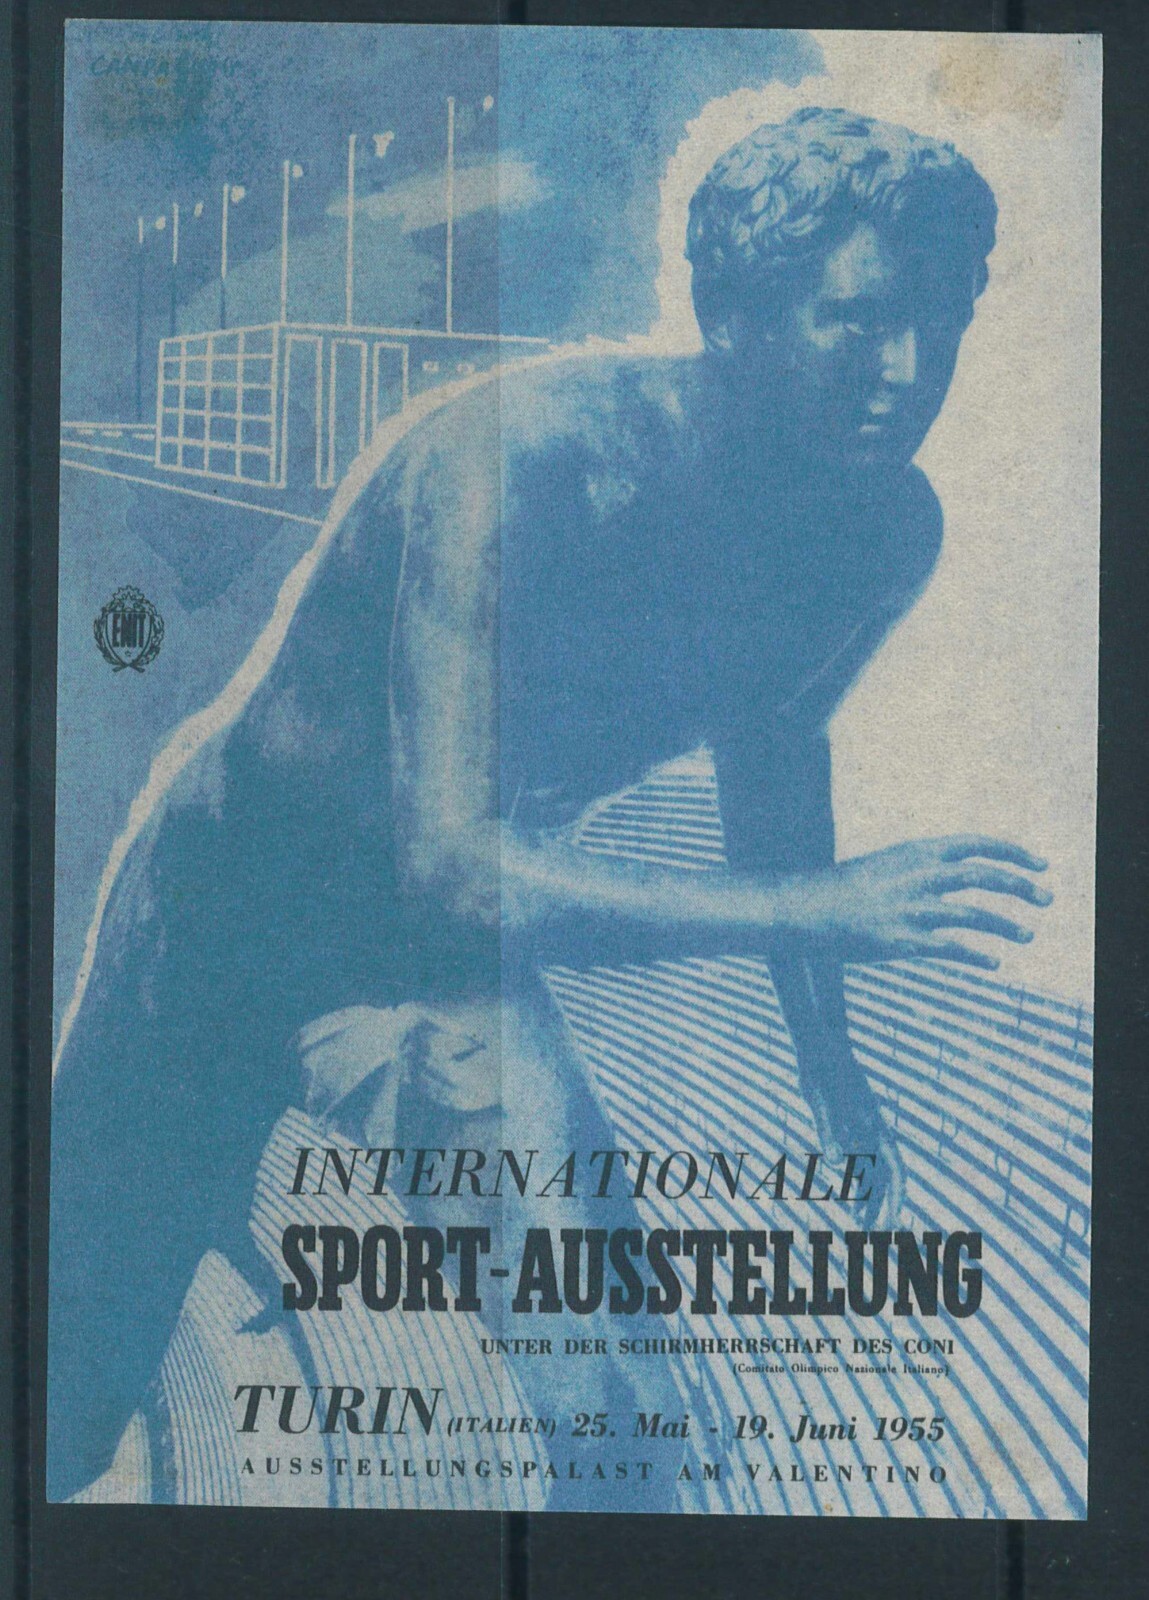 ENIT
INTERNATIONALE
SPORT-AUSSTELLUNG
UNTER DER SCHIRMHERRSCHAFT DES CONI
(Comitato Olimpico Nazionale Italiano)
TURIN (ITALIEN) 25. Mai - 19. Juni 1955
AUSSTELLUNGSPALAST AM VALENTINO